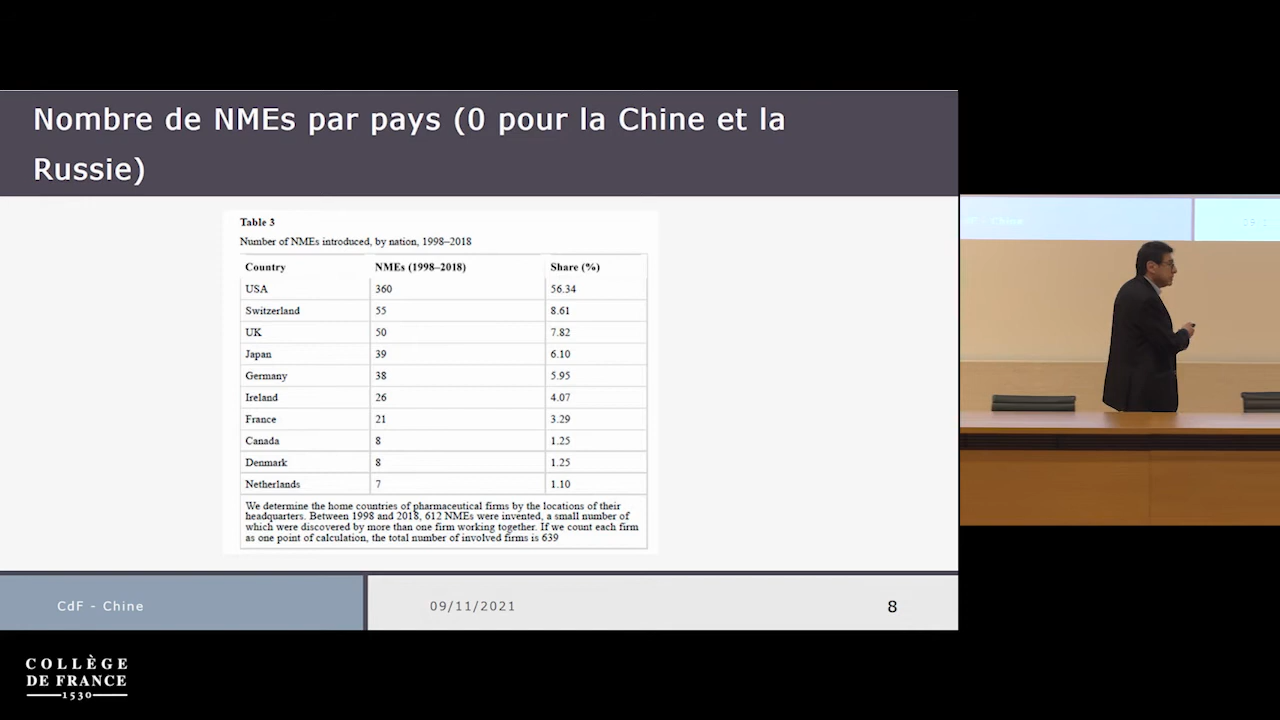 Nombre de NMEs par pays (0 pour la Chine et la
Russie)
Table 3
Number of NMEs introduced, by nation, 1998–2018
Country NMEs (1998–2018) Share (%)
USA 360 56.34
Switzerland 55 8.61
UK 50 7.82
Japan 39 6.10
Germany 38 5.95
Ireland 26 4.07
France 21 3.29
Canada 8 1.25
Denmark 8 1.25
Netherlands 7 1.10
We determine the home countries of pharmaceutical firms by the locations of their
headquarters. Between 1998 and 2018, 612 NMEs were invented, a small number of
which were discovered by more than one firm working together. If we count each firm
as one point of calculation, the total number of involved firms is 639
CdF - Chine
09/11/2021
8
COLLÈGE
DE FRANCE
1530